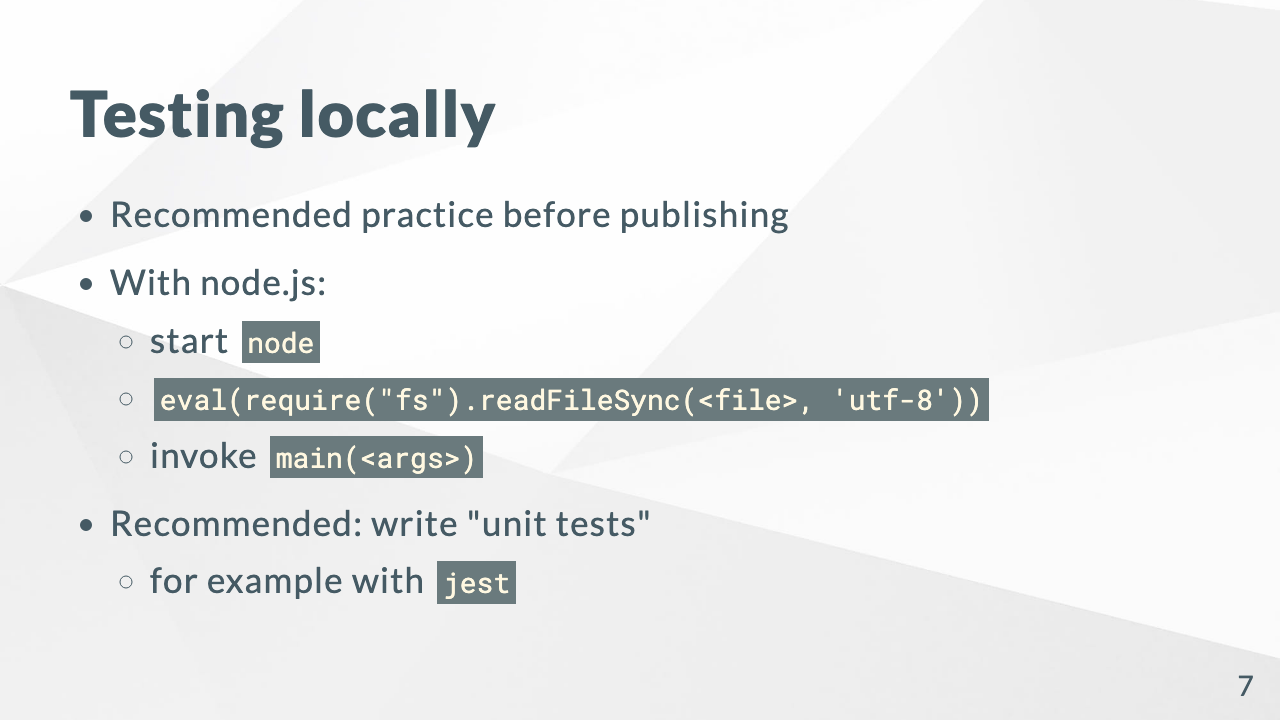 Testing locally
Recommended practice before publishing
With node.js:
start node
eval(require("fs").readFileSync(<file>, 'utf-8'))
invoke main(<args>)
Recommended: write "unit tests"
for example with jest
7